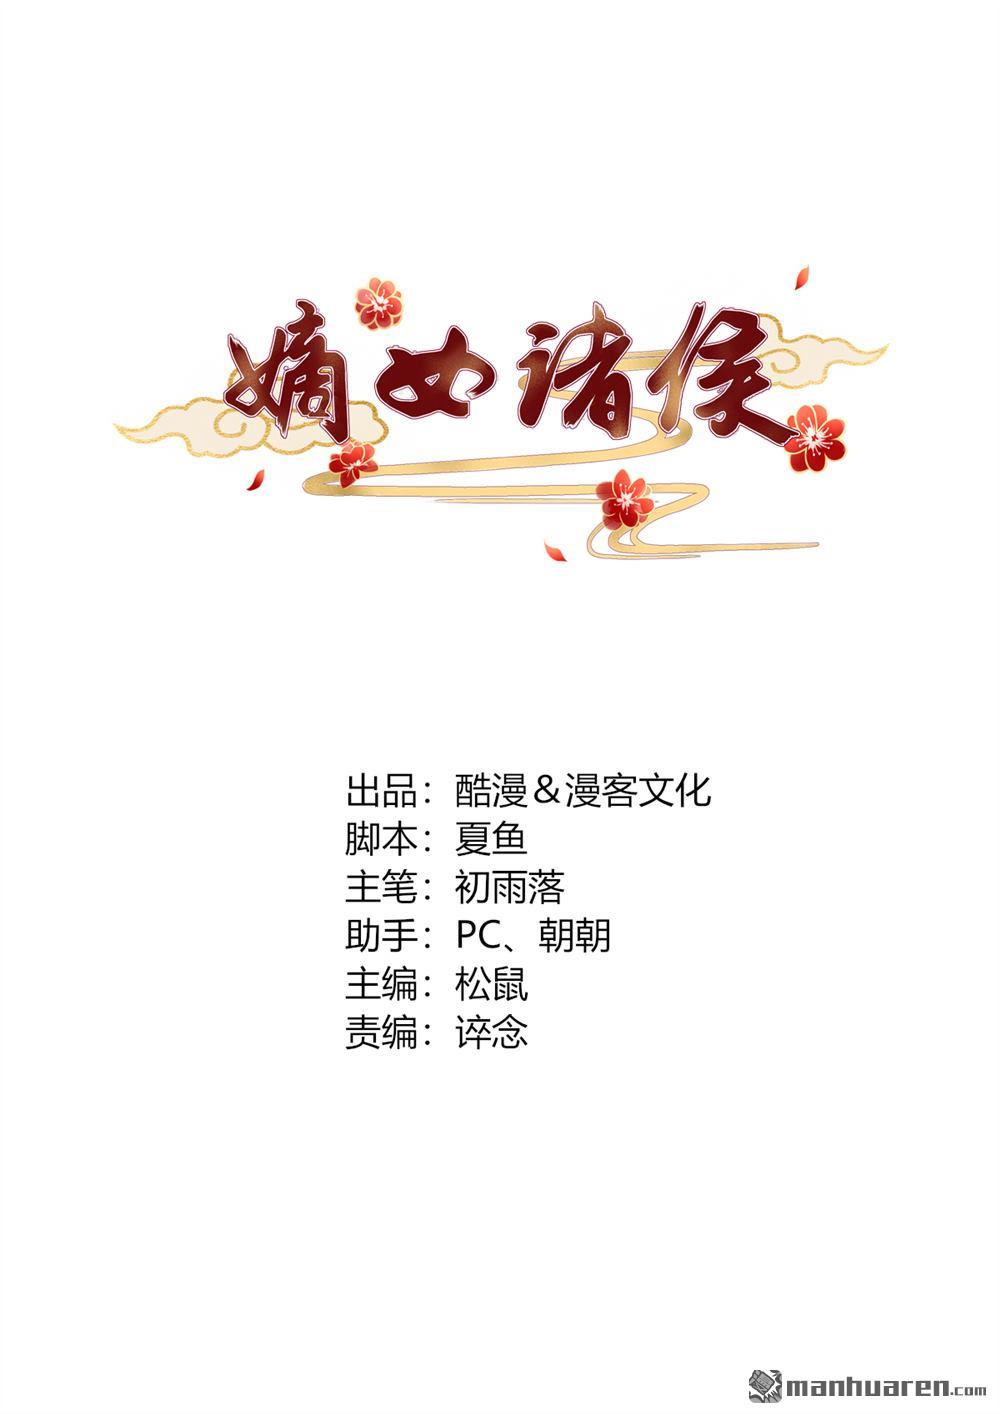 嫡女诸侯
出品：酷漫＆漫客文化
脚本：夏鱼
主笔：初雨落
助手：PC、朝朝
主编：松鼠
责编：谇念
manhuaren.com